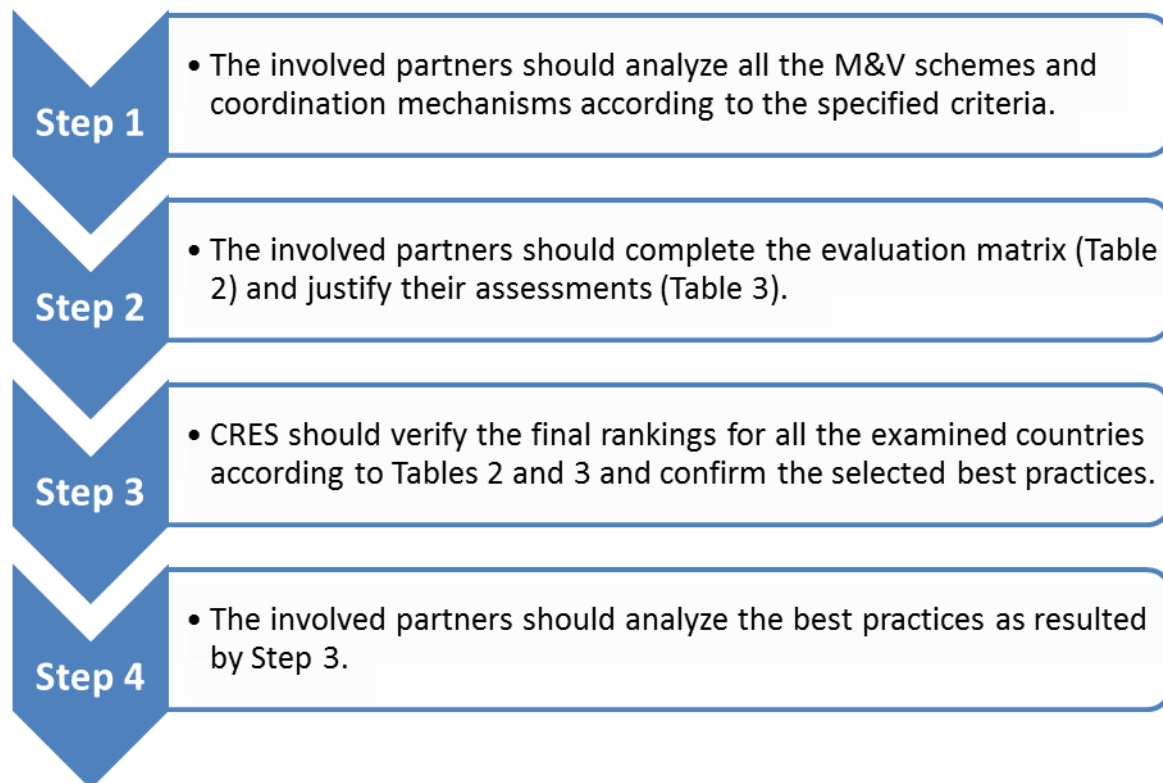 Step 1
• The involved partners should analyze all the M&V schemes and
coordination mechanisms according to the specified criteria.
Step 2
• The involved partners should complete the evaluation matrix (Table
2) and justify their assessments (Table 3).
Step 3
• CRES should verify the final rankings for all the examined countries
according to Tables 2 and 3 and confirm the selected best practices.
Step 4
• The involved partners should analyze the best practices as resulted
by Step 3.